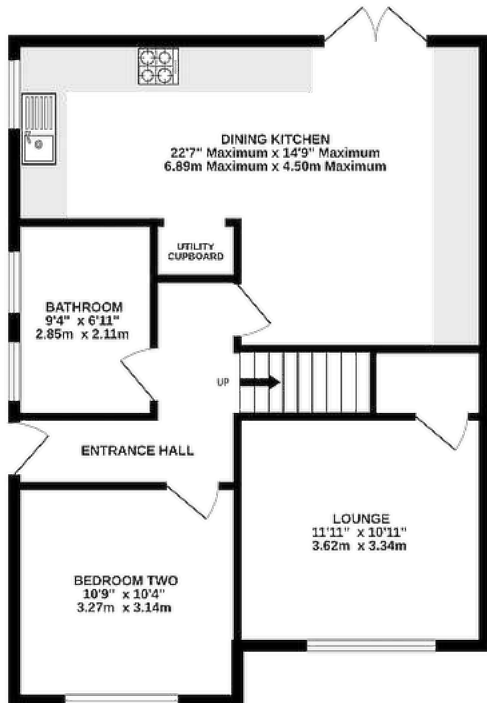 DINING KITCHEN
22'7" Maximum x 14'9" Maximum
6.89m Maximum x 4.50m Maximum
UTILITY
CUPBOARD
BATHROOM
9'4" x 6'11"
2.85m x 2.11m
UP
ENTRANCE HALL
LOUNGE
11'11" x 10'11"
3.62m x 3.34m
BEDROOM TWO
10'9" x 10'4"
3.27m x 3.14m